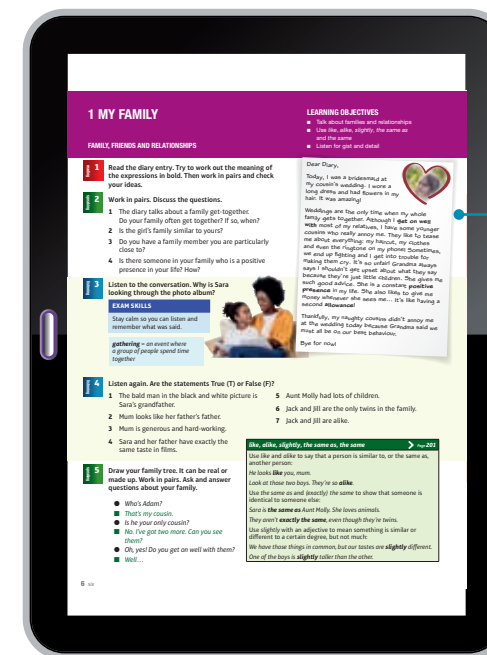 1 MY FAMILY
FAMILY, FRIENDS AND RELATIONSHIPS
LEARNING OBJECTIVES
Talk about families and relationships
Use like, alike, slightly, the same as
and the same
Listen for gist and detail
1 Read the diary entry. Try to work out the meaning of
the expressions in bold. Then work in pairs and check
your ideas.
2 Work in pairs. Discuss the questions.
1 The diary talks about a family get-together.
Do your family often get together? If so, when?
2 Is the girl's family similar to yours?
3 Do you have a family member you are particularly
close to?
4 Is there someone in your family who is a positive
presence in your life? How?
Dear Diary,
Today, I was a bridesmaid at
my cousin's wedding. I wore a
long dress and had flowers in my
hair. It was amazing!
Weddings are the only time when my whole
family gets together. Although I get on well
with most of my relatives, I have some younger
cousins who really annoy me. They like to tease
me about everything: my haircut, my clothes
and even the ringtone on my phone! Sometimes,
we end up fighting and I get into trouble for
making them cry. It's so unfair! Grandma always
says I shouldn't get upset about what they say
because they're just little children. She gives me
such good advice. She is a constant positive
presence in my life. She also likes to give me
money whenever she sees me... It's like having a
second allowance!
Thankfully, my naughty cousins didn't annoy me
at the wedding today because Grandma said we
must all be on our best behaviour.
Bye for now!
3 Listen to the conversation. Why is Sara
looking through the photo album?
EXAM SKILLS
Stay calm so you can listen and
remember what was said.
gathering = an event where
a group of people spend time
together
4 Listen again. Are the statements True (T) or False (F)?
1 The bald man in the black and white picture is
Sara's grandfather.
2 Mum looks like her father's father.
3 Mum is generous and hard-working.
4 Sara and her father have exactly the
same taste in films.
5 Aunt Molly had lots of children.
6 Jack and Jill are the only twins in the family.
7 Jack and Jill are alike.
5 Draw your family tree. It can be real or
made up. Work in pairs. Ask and answer
questions about your family.
Who's Adam?
That's my cousin.
Is he your only cousin?
No. I've got two more. Can you see
them?
Oh, yes! Do you get on well with them?
Well...
like, alike, slightly, the same as, the same Page 201
Use like and alike to say that a person is similar to, or the same as,
another person:
He looks like you, mum.
Look at those two boys. They're so alike.
Use the same as and (exactly) the same to show that someone is
identical to someone else:
Sara is the same as Aunt Molly. She loves animals.
They aren't exactly the same, even though they're twins.
Use slightly with an adjective to mean something is similar or
different to a certain degree, but not much:
We have those things in common, but our tastes are slightly different.
One of the boys is slightly taller than the other.
6 six